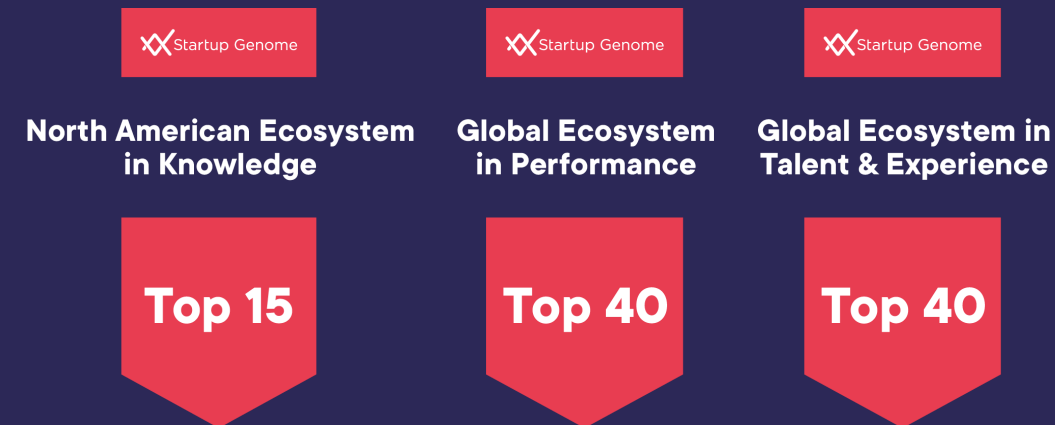 Startup Genome
North American Ecosystem
in Knowledge
Top 15
Startup Genome
Global Ecosystem
in Performance
Top 40
Startup Genome
Global Ecosystem in
Talent & Experience
Top 40